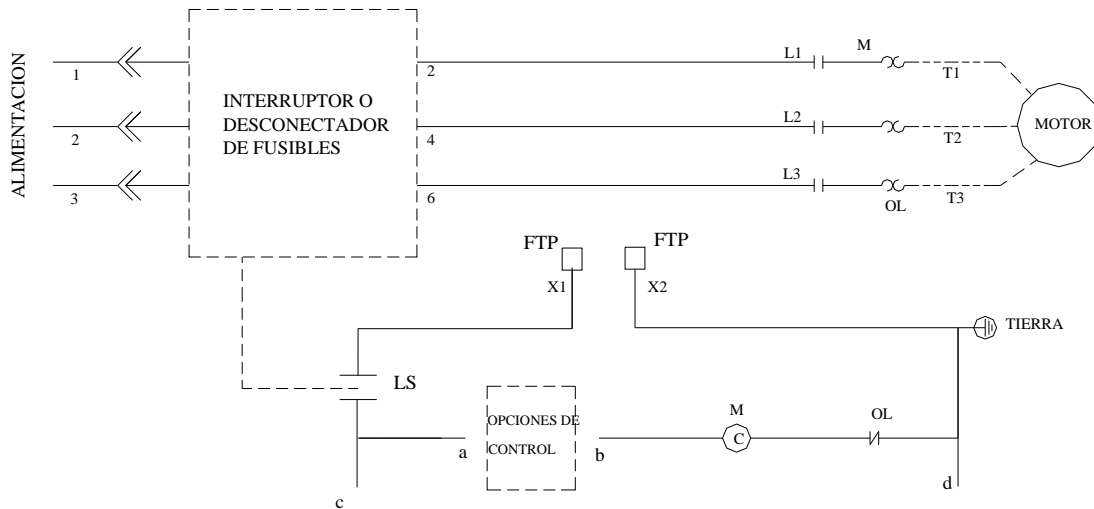 ALIMENTACION
1
2
3
INTERRUPTOR O
DESCONECTADOR
DE FUSIBLES
2
4
6
L1
L2
L3
M
OL
T1
T2
T3
MOTOR
FTP
FTP
X1
X2
TIERRA
LS
OPCIONES DE
CONTROL
a
b
M
C
OL
c
d